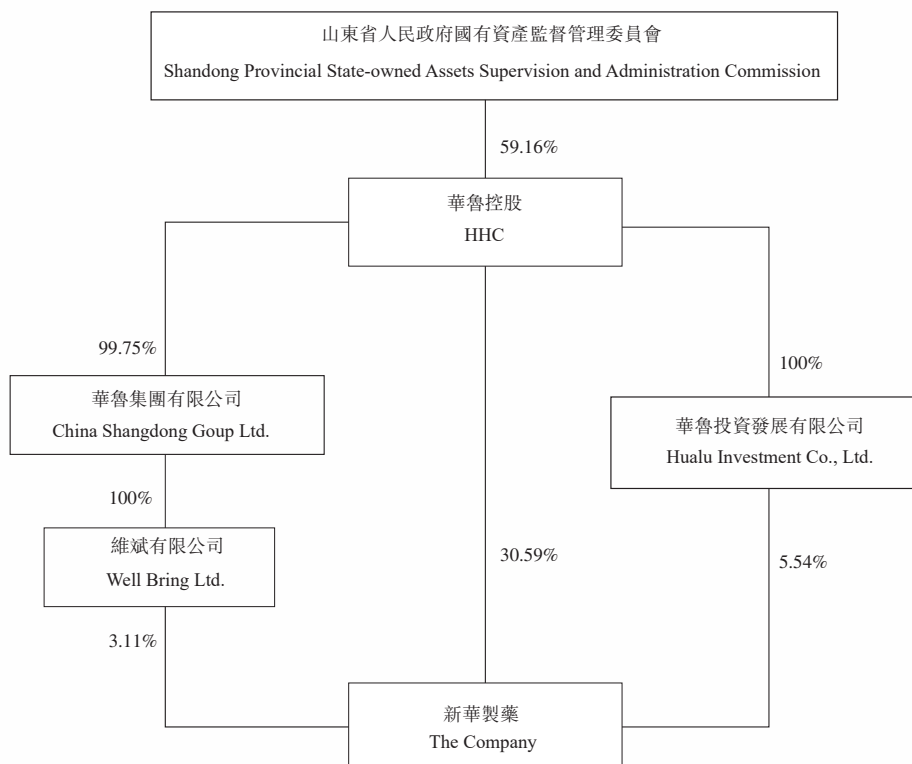 山東省人民政府國有資產監督管理委員會
Shandong Provincial State-owned Assets Supervision and Administration Commission
59.16%
華魯控股
HHC
99.75%
100%
華魯集團有限公司
China Shangdong Goup Ltd.
華魯投資發展有限公司
Hualu Investment Co., Ltd.
100%
維斌有限公司
Well Bring Ltd.
30.59%
5.54%
3.11%
新華製藥
The Company